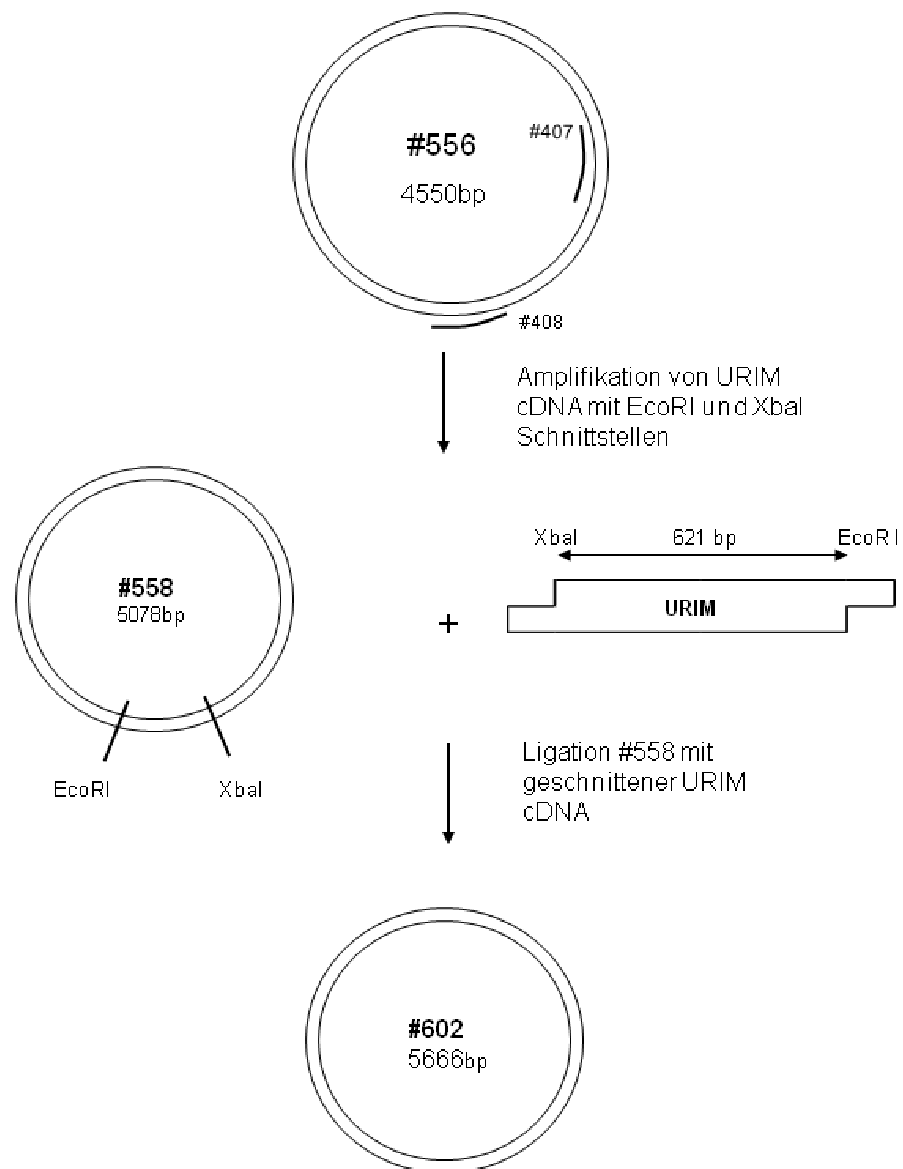 #556
4550bp
#407
#408
Amplifikation von URIM
cDNA mit EcoRI und XbaI
Schnittstellen
#558
5078bp
EcoRI
XbaI
+
XbaI
621 bp
EcoRI
URIM
Ligation #558 mit
geschnittener URIM
cDNA
#602
5666bp